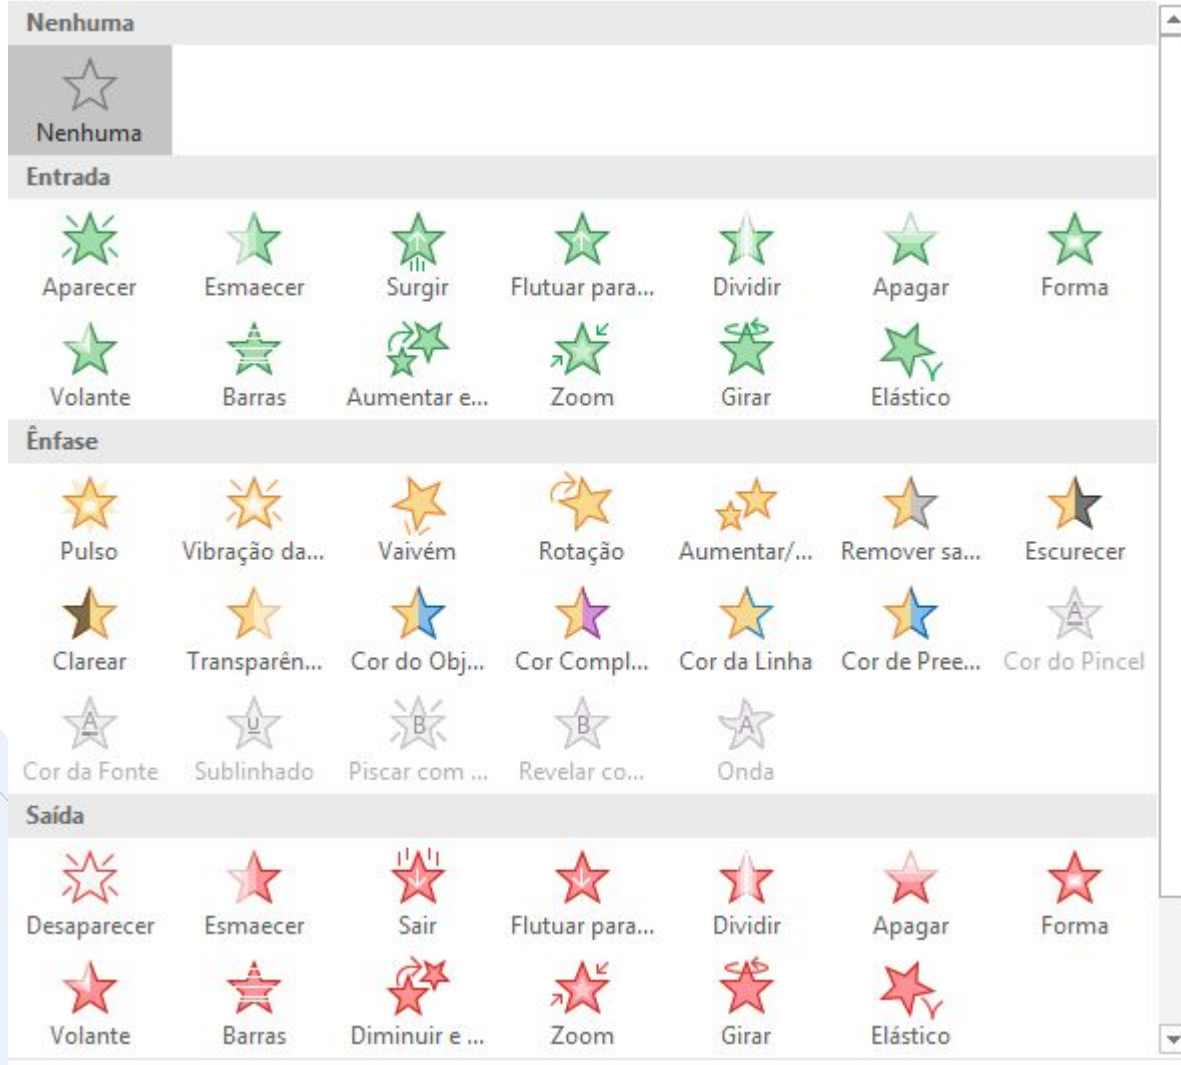 Nenhuma
Nenhuma
Entrada
Aparecer Esmaecer Surgir Flutuar para... Dividir Apagar Forma
Volante Barras Aumentar e... Zoom Girar Elástico
Ênfase
Pulso Vibração da... Vaivém Rotação Aumentar/... Remover sa... Escurecer
Clarear Transparên... Cor do Obj... Cor Compl... Cor da Linha Cor de Pree... Cor do Pincel
Cor da Fonte Sublinhado Piscar com ... Revelar co... Onda
Saída
Desaparecer Esmaecer Sair Flutuar para... Dividir Apagar Forma
Volante Barras Diminuir e ... Zoom Girar Elástico